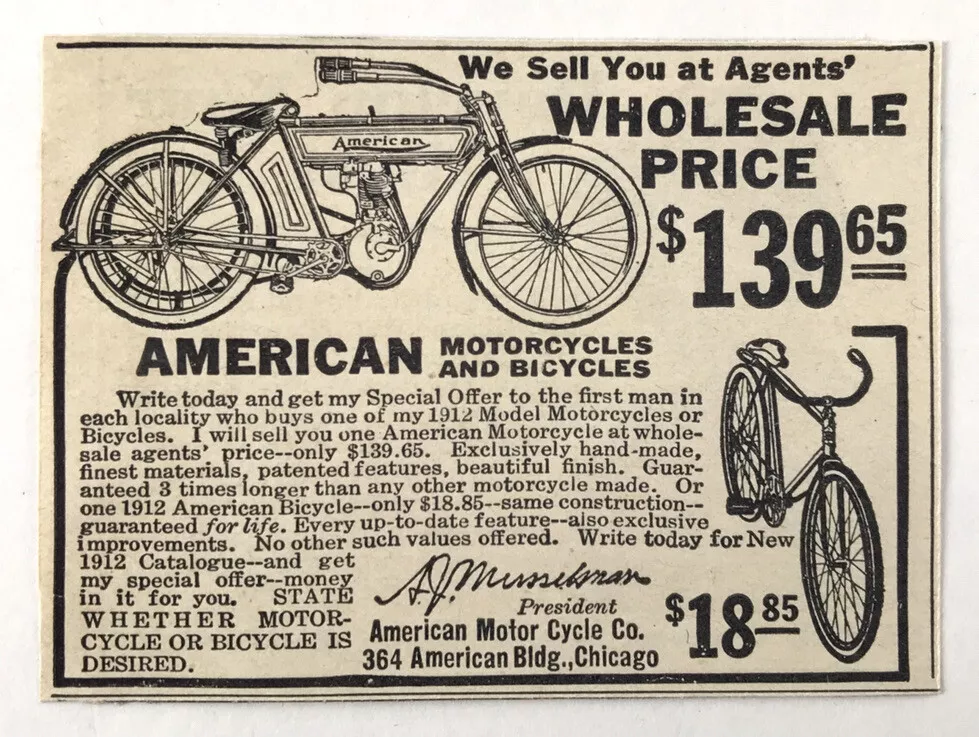 We Sell You at Agents'
WHOLESALE
PRICE
$139 65
American
AMERICAN MOTORCYCLES
AND BICYCLES
Write today and get my Special Offer to the first man in
each locality who buys one of my 1912 Model Motorcycles or
Bicycles. I will sell you one American Motorcycle at whole-
sale agents' price--only $139.65. Exclusively hand-made,
finest materials, patented features, beautiful finish. Guar-
anteed 3 times longer than any other motorcycle made. Or
one 1912 American Bicycle--only $18.85--same construction--
guaranteed for life. Every up-to-date feature--also exclusive
improvements. No other such values offered. Write today for New
1912 Catalogue--and get
my special offer--money
in it for you. STATE
WHETHER MOTOR-
CYCLE OR BICYCLE IS
DESIRED.
A.J. Musselman
President
American Motor Cycle Co.
364 American Bldg., Chicago
$18 85